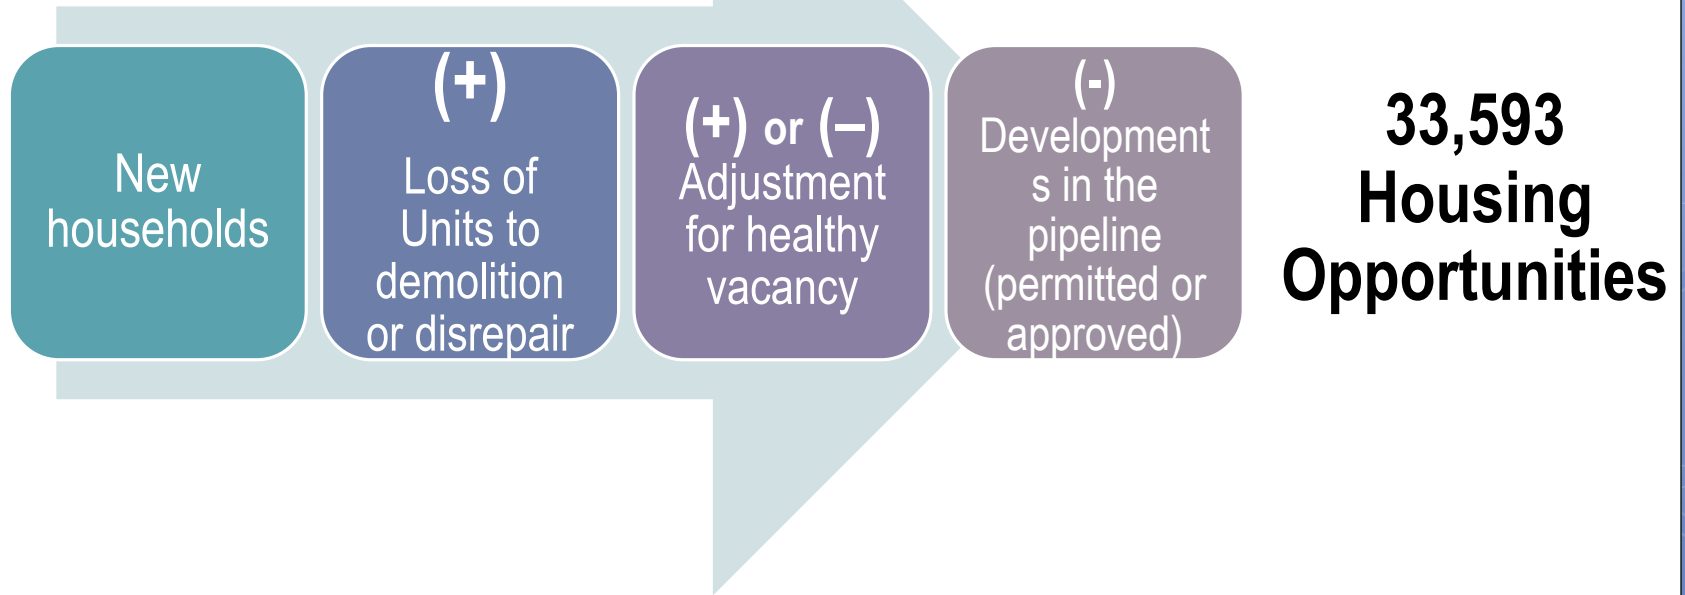 New
households
(+)
Loss of
Units to
demolition
or disrepair
(+) or (–)
Adjustment
for healthy
vacancy
(-)
Development
s in the
pipeline
(permitted or
approved)
33,593
Housing
Opportunities